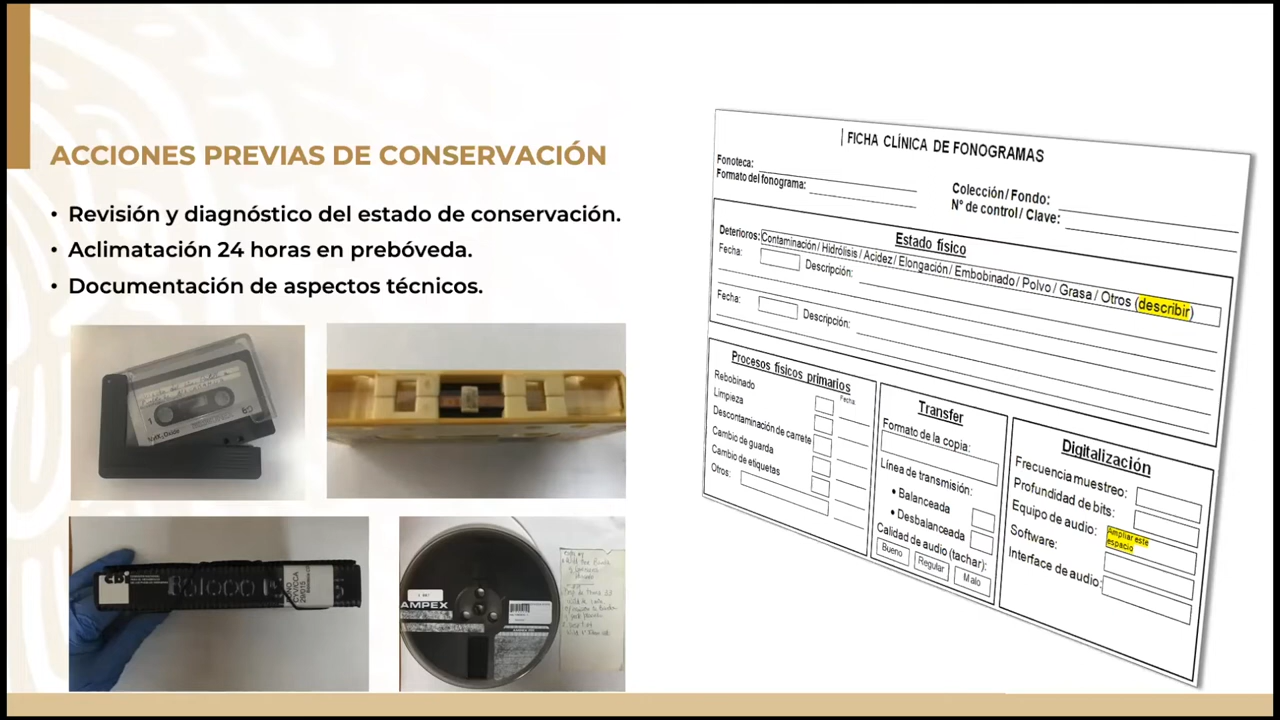 ACCIONES PREVIAS DE CONSERVACIÓN
• Revisión y diagnóstico del estado de conservación.
• Aclimatación 24 horas en prebóveda.
• Documentación de aspectos técnicos.
1
AMPEX
FICHA CLÍNICA DE FONOGRAMAS
Fonoteca:
Formato del fonograma:
Colección / Fondo:
N° de control / Clave:
Estado físico
Deterioros: Contaminación / Hidrólisis / Acidez / Elongación / Embobinado / Polvo / Grasa / Otros (describir)
Fecha:
Descripción:
Fecha:
Descripción:
Procesos físicos primarios
Fecha
Rebobinado
Limpieza
Descontaminación de carrete
Cambio de guarda
Cambio de etiquetas
Otros:
Transfer
Formato de la copia:
Línea de transmisión:
• Balanceada
• Desbalanceada
Calidad de audio (tachar):
Bueno
Regular
Malo
Digitalización
Frecuencia muestreo:
Profundidad de bits:
Equipo de audio:
Ampliar este
espacio
Software:
Interface de audio: